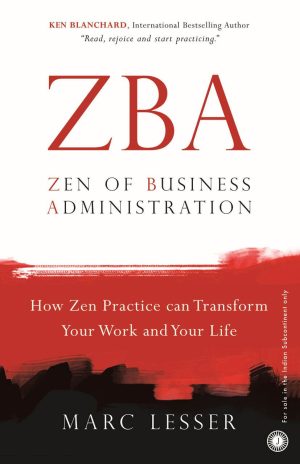 KEN BLANCHARD, International Bestselling Author
"Read, rejoice and start practicing."
ZBA
ZEN OF BUSINESS
ADMINISTRATION
How Zen Practice can Transform
Your Work and Your Life
MARC LESSER
For sale in the Indian Subcontinent only
J